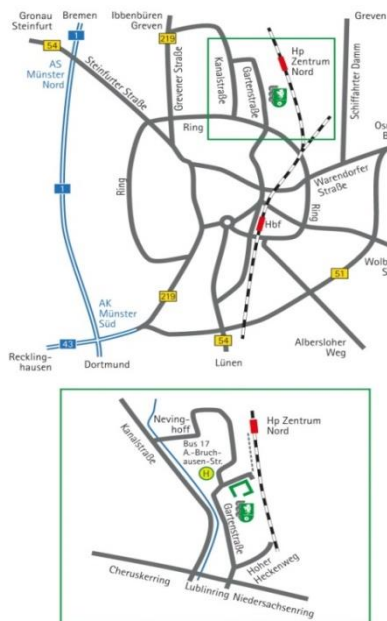 Gronau
Steinfurt
Bremen
Ibbenbüren
Greven
Greven
54
1
219
AS
Münster
Nord
Steinfurter Straße
Grevener Straße
Kanalstraße
Gartenstraße
Hp
Zentrum
Nord
Schiffahrter Damm
Ring
Ring
Warendorfer
Straße
1
Ring
Hbf
AK
Münster
Süd
219
51
43
54
Reckling-
hausen
Dortmund
Lünen
Albersloher
Weg
Neving-
hoff
Kanalstraße
Bus 17
A.-Bruch-
ausen-Str.
H
Hp Zentrum
Nord
Gartenstraße
Hoher
Heckenweg
Cheruskerring
Lublinring
Niedersachsenring